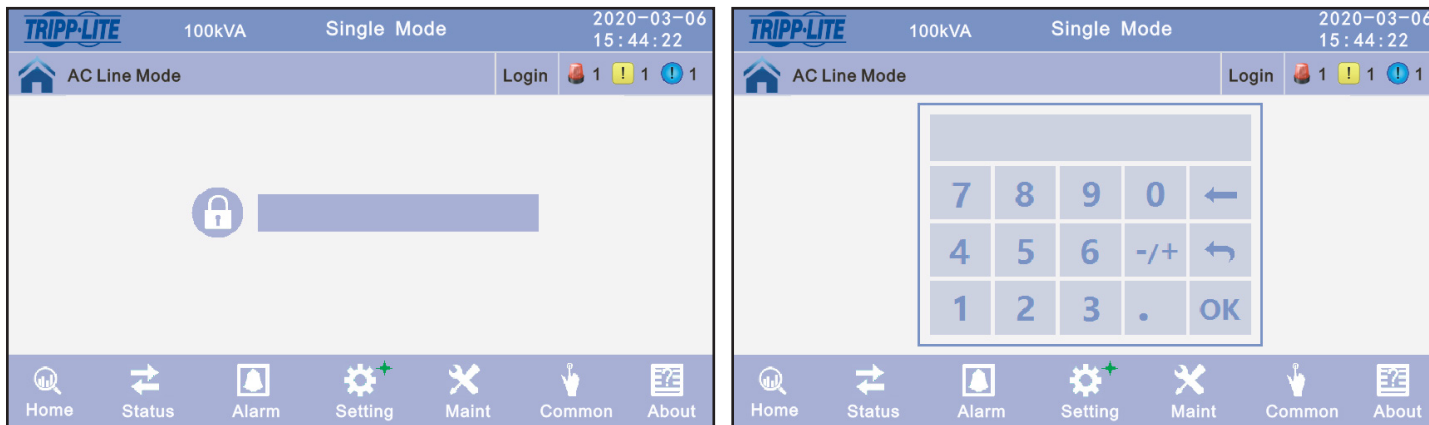 TRIPP·LITE 100kVA Single Mode 2020-03-06
15:44:22
AC Line Mode Login 1 ! 1 ! 1
Home Status Alarm Setting Maint Common About
TRIPP·LITE 100kVA Single Mode 2020-03-06
15:44:22
AC Line Mode Login 1 ! 1 ! 1
7 8 9 0 ←
4 5 6 -/+ ↰
1 2 3 . OK
Home Status Alarm Setting Maint Common About